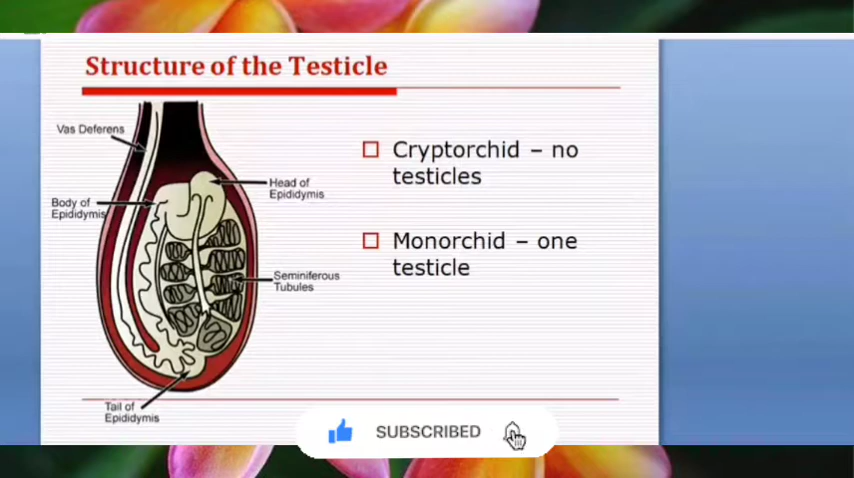 Structure of the Testicle
Vas Deferens
Body of
Epididymis
Head of
Epididymis
Seminiferous
Tubules
Tail of
Epididymis
Cryptorchid – no
testicles
Monorchid – one
testicle
SUBSCRIBED